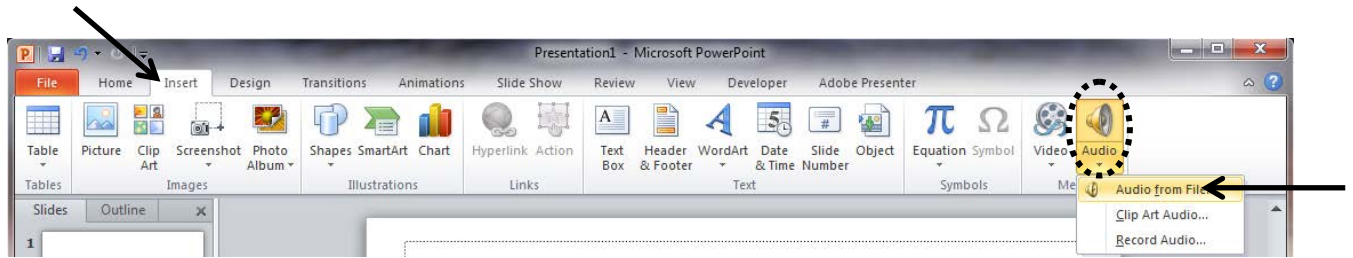 P
Presentation1 - Microsoft PowerPoint
File Home Insert Design Transitions Animations Slide Show Review View Developer Adobe Presenter
Table Picture Clip Art Screenshot Photo Album Shapes SmartArt Chart Hyperlink Action Text Box Header & Footer WordArt Date & Time Slide Number Object Equation Symbol Video Audio
Tables Images Illustrations Links Text Symbols Me
Audio from File...
Clip Art Audio...
Record Audio...
Slides Outline
1